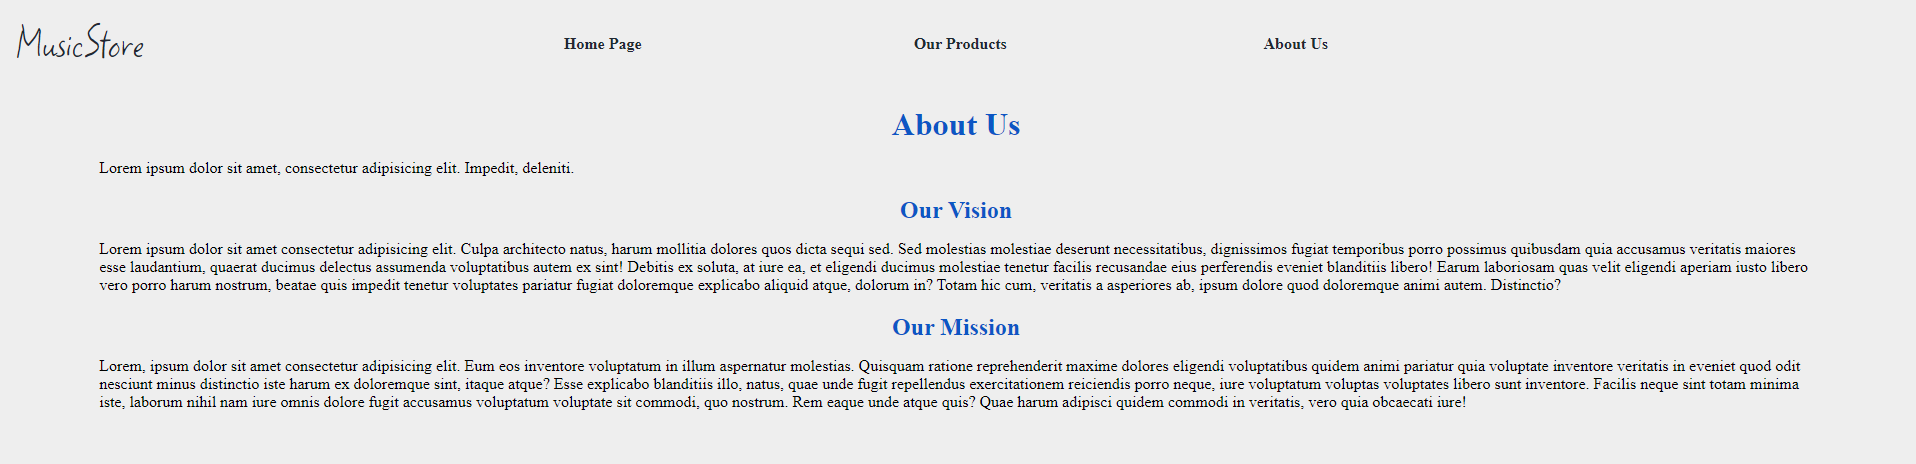 MusicStore
Home Page
Our Products
About Us
About Us
Lorem ipsum dolor sit amet, consectetur adipisicing elit. Impedit, deleniti.
Our Vision
Lorem ipsum dolor sit amet consectetur adipisicing elit. Culpa architecto natus, harum mollitia dolores quos dicta sequi sed. Sed molestias molestiae deserunt necessitatibus, dignissimos fugiat temporibus porro possimus quibusdam quia accusamus veritatis maiores
esse laudantium, quaerat ducimus delectus assumenda voluptatibus autem ex sint! Debitis ex soluta, at iure ea, et eligendi ducimus molestiae tenetur facilis recusandae eius perferendis eveniet blanditiis libero! Earum laboriosam quas velit eligendi aperiam iusto libero
vero porro harum nostrum, beatae quis impedit tenetur voluptates pariatur fugiat doloremque explicabo aliquid atque, dolorum in? Totam hic cum, veritatis a asperiores ab, ipsum dolore quod doloremque animi autem. Distinctio?
Our Mission
Lorem, ipsum dolor sit amet consectetur adipisicing elit. Eum eos inventore voluptatum in illum aspernatur molestias. Quisquam ratione reprehenderit maxime dolores eligendi voluptatibus quidem animi pariatur quia voluptate inventore veritatis in eveniet quod odit
nesciunt minus distinctio iste harum ex doloremque sint, itaque atque? Esse explicabo blanditiis illo, natus, quae unde fugit repellendus exercitationem reiciendis porro neque, iure voluptatum voluptas voluptates libero sunt inventore. Facilis neque sint totam minima
iste, laborum nihil nam iure omnis dolore fugit accusamus voluptatum voluptate sit commodi, quo nostrum. Rem eaque unde atque quis? Quae harum adipisci quidem commodi in veritatis, vero quia obcaecati iure!